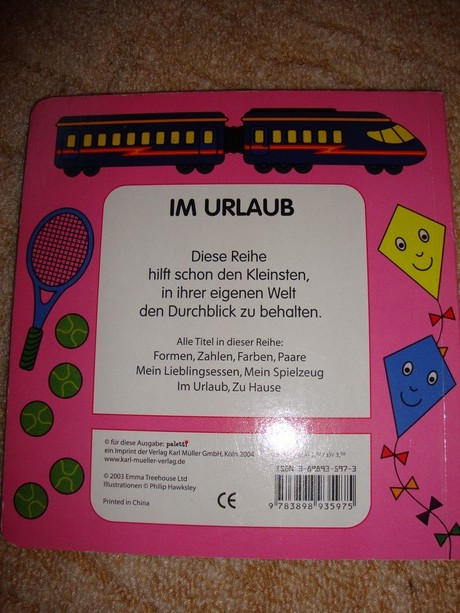 IM URLAUB
Diese Reihe
hilft schon den Kleinsten,
in ihrer eigenen Welt
den Durchblick zu behalten.
Alle Titel in dieser Reihe:
Formen, Zahlen, Farben, Paare
Mein Lieblingsessen, Mein Spielzeug
Im Urlaub, Zu Hause
© für diese Ausgabe: paletti
ein Imprint der Verlag Karl Müller GmbH, Köln 2004
www.karl-mueller-verlag.de
© 2003 Emma Treehouse Ltd
Illustrationen © Philip Hawksley
Printed in China
CE
ISBN 3-89893-597-3
9 783898 935975